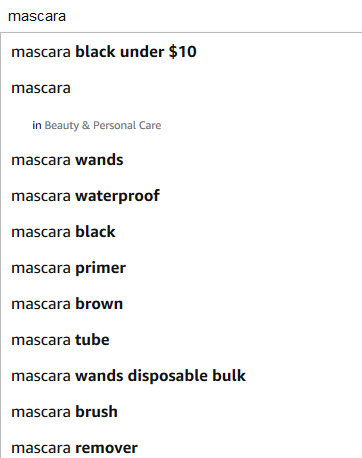 mascara
mascara black under $10
mascara
in Beauty & Personal Care
mascara wands
mascara waterproof
mascara black
mascara primer
mascara brown
mascara tube
mascara wands disposable bulk
mascara brush
mascara remover